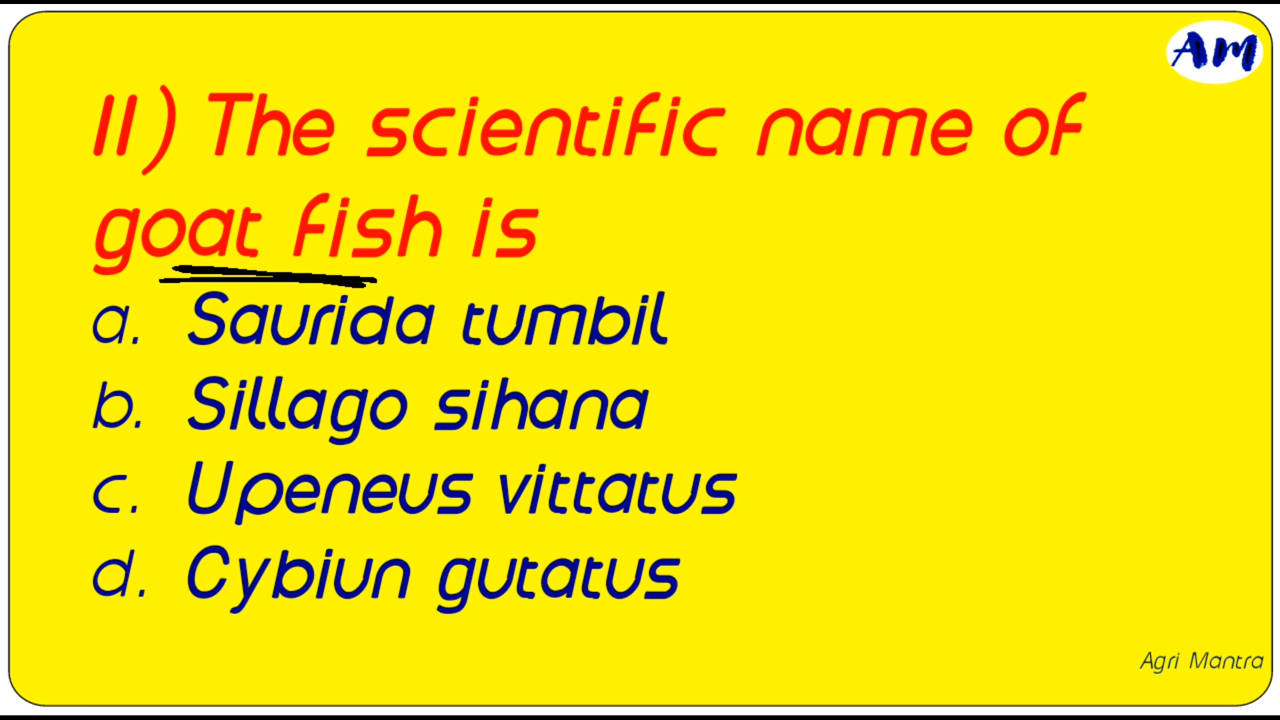 AM
11) The scientific name of
goat fish is
a. Saurida tumbil
b. Sillago sihana
c. Upeneus vittatus
d. Cybiun gutatus
Agri Mantra